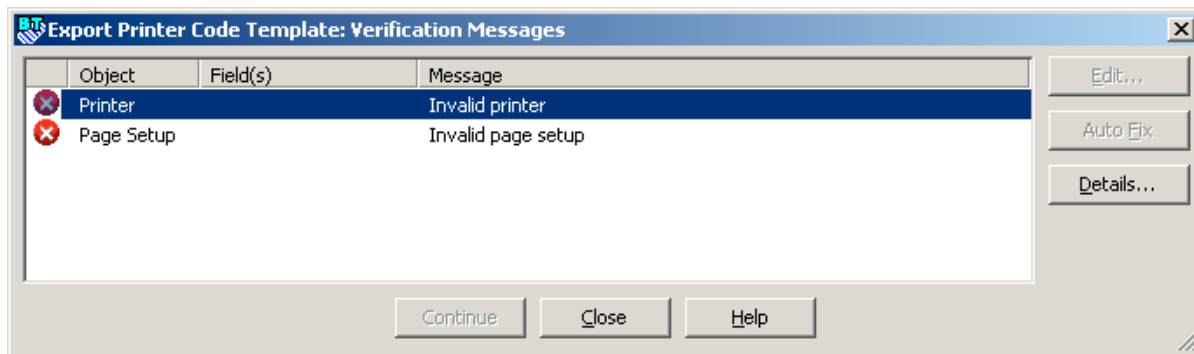 BT
Export Printer Code Template: Verification Messages
Object Field(s) Message
Printer Invalid printer
Page Setup Invalid page setup
Edit...
Auto Fix
Details...
Continue Close Help